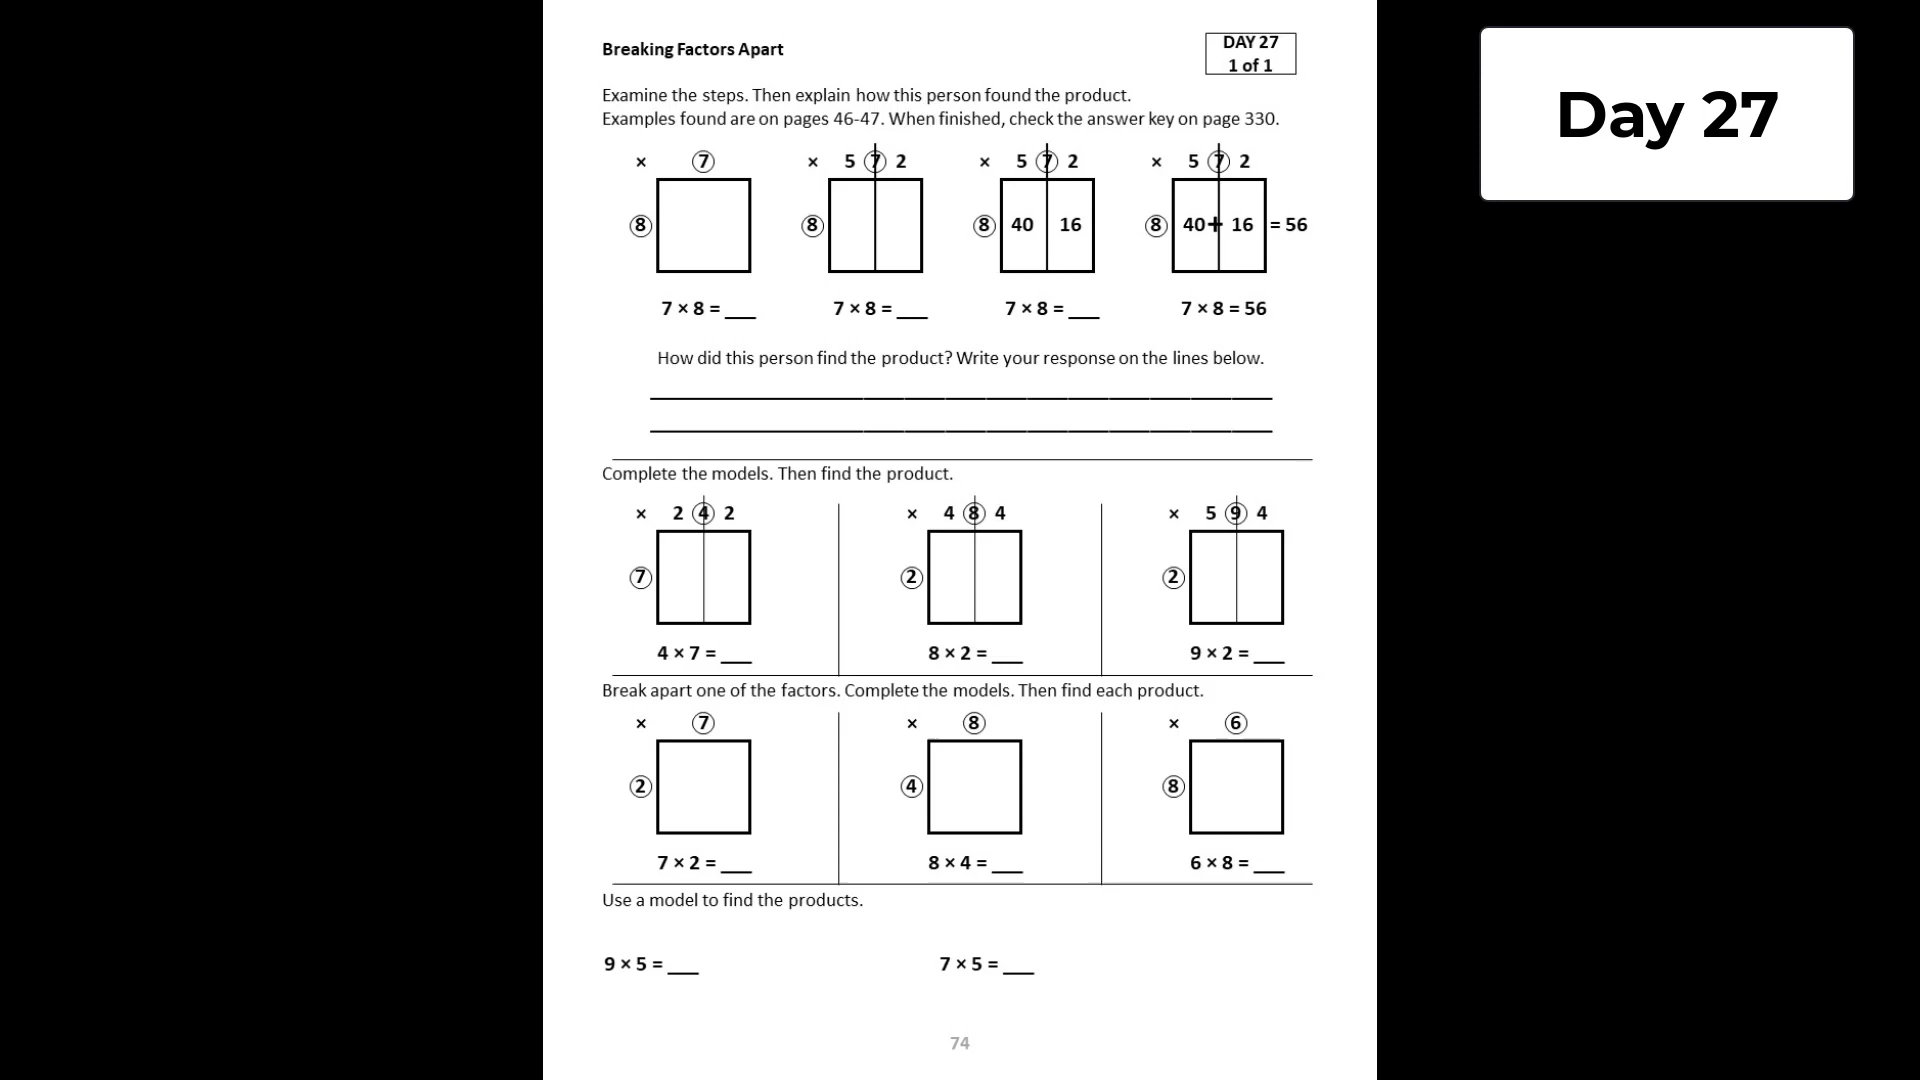 Breaking Factors Apart
DAY 27
1 of 1
Day 27
Examine the steps. Then explain how this person found the product.
Examples found are on pages 46-47. When finished, check the answer key on page 330.
× 7 × 5 7 2 × 5 7 2 × 5 7 2
8 8 8 40 16 8 40+ 16 = 56
7 × 8 = ___ 7 × 8 = ___ 7 × 8 = ___ 7 × 8 = 56
How did this person find the product? Write your response on the lines below.
Complete the models. Then find the product.
× 2 4 2 × 4 8 4 × 5 9 4
7 2 2
4 × 7 = ___ 8 × 2 = ___ 9 × 2 = ___
Break apart one of the factors. Complete the models. Then find each product.
× 7 × 8 × 6
2 4 8
7 × 2 = ___ 8 × 4 = ___ 6 × 8 = ___
Use a model to find the products.
9 × 5 = ___ 7 × 5 = ___
74